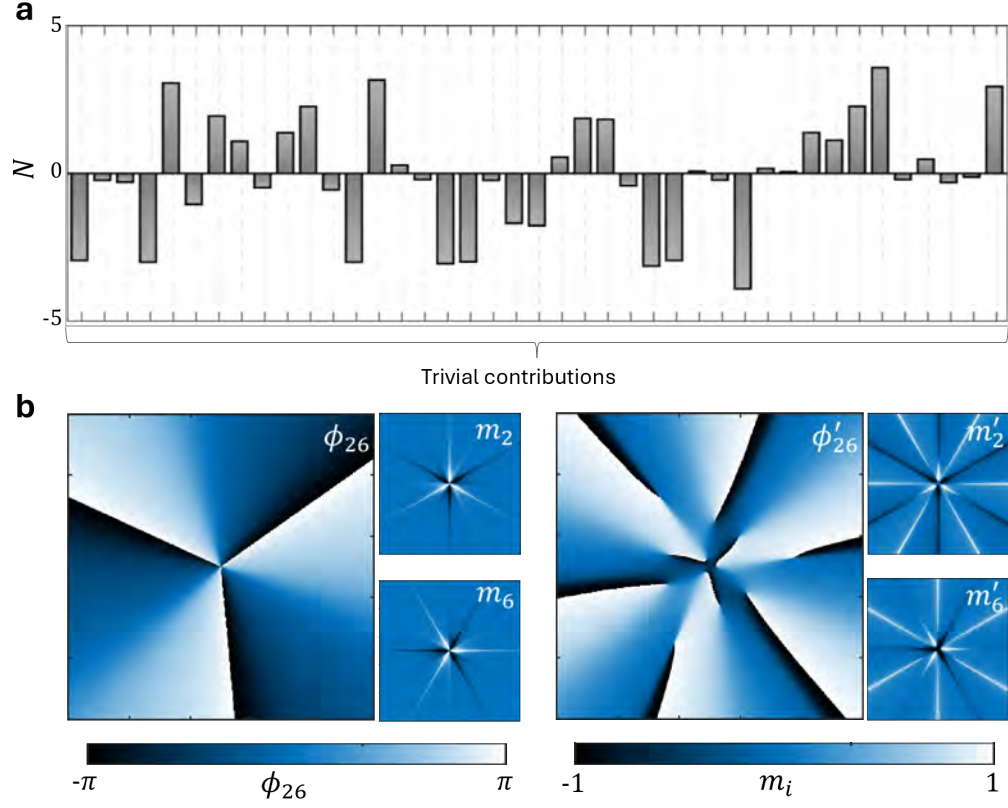 a
5
N
0
-5
Trivial contributions
b
ϕ₂₆
m₂
m₆
ϕ′₂₆
m′₂
m′₆
-π
ϕ₂₆
π
-1
mᵢ
1